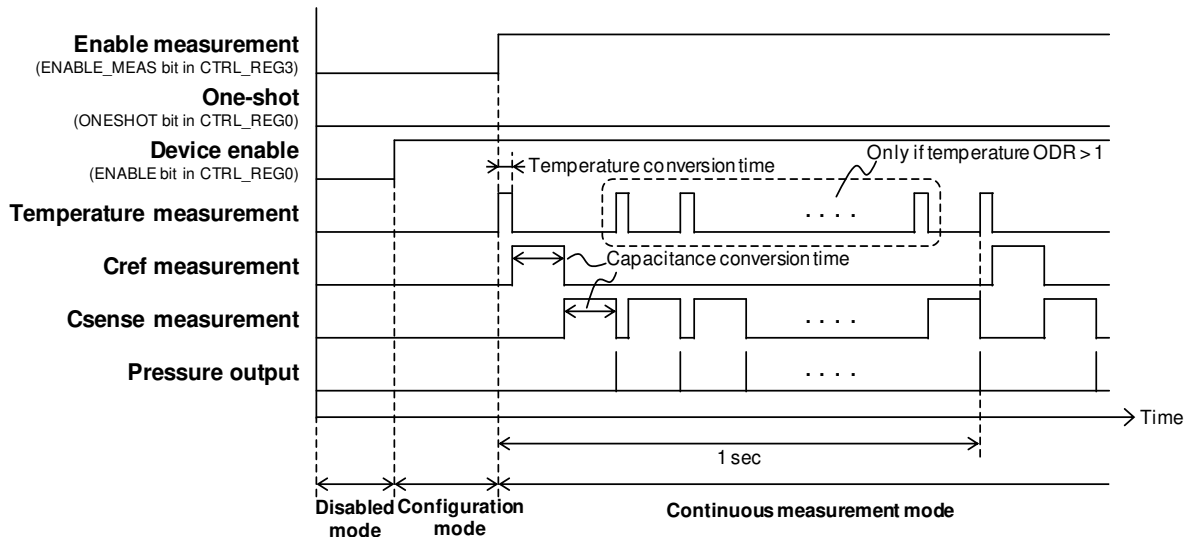 Enable measurement
(ENABLE_MEAS bit in CTRL_REG3)
One-shot
(ONESHOT bit in CTRL_REG0)
Device enable
(ENABLE bit in CTRL_REG0)
Only if temperature ODR > 1
Temperature conversion time
Temperature measurement
. . . .
Cref measurement
Capacitance conversion time
Csense measurement
. . . .
Pressure output
. . . .
Time
1 sec
Disabled mode
Configuration mode
Continuous measurement mode